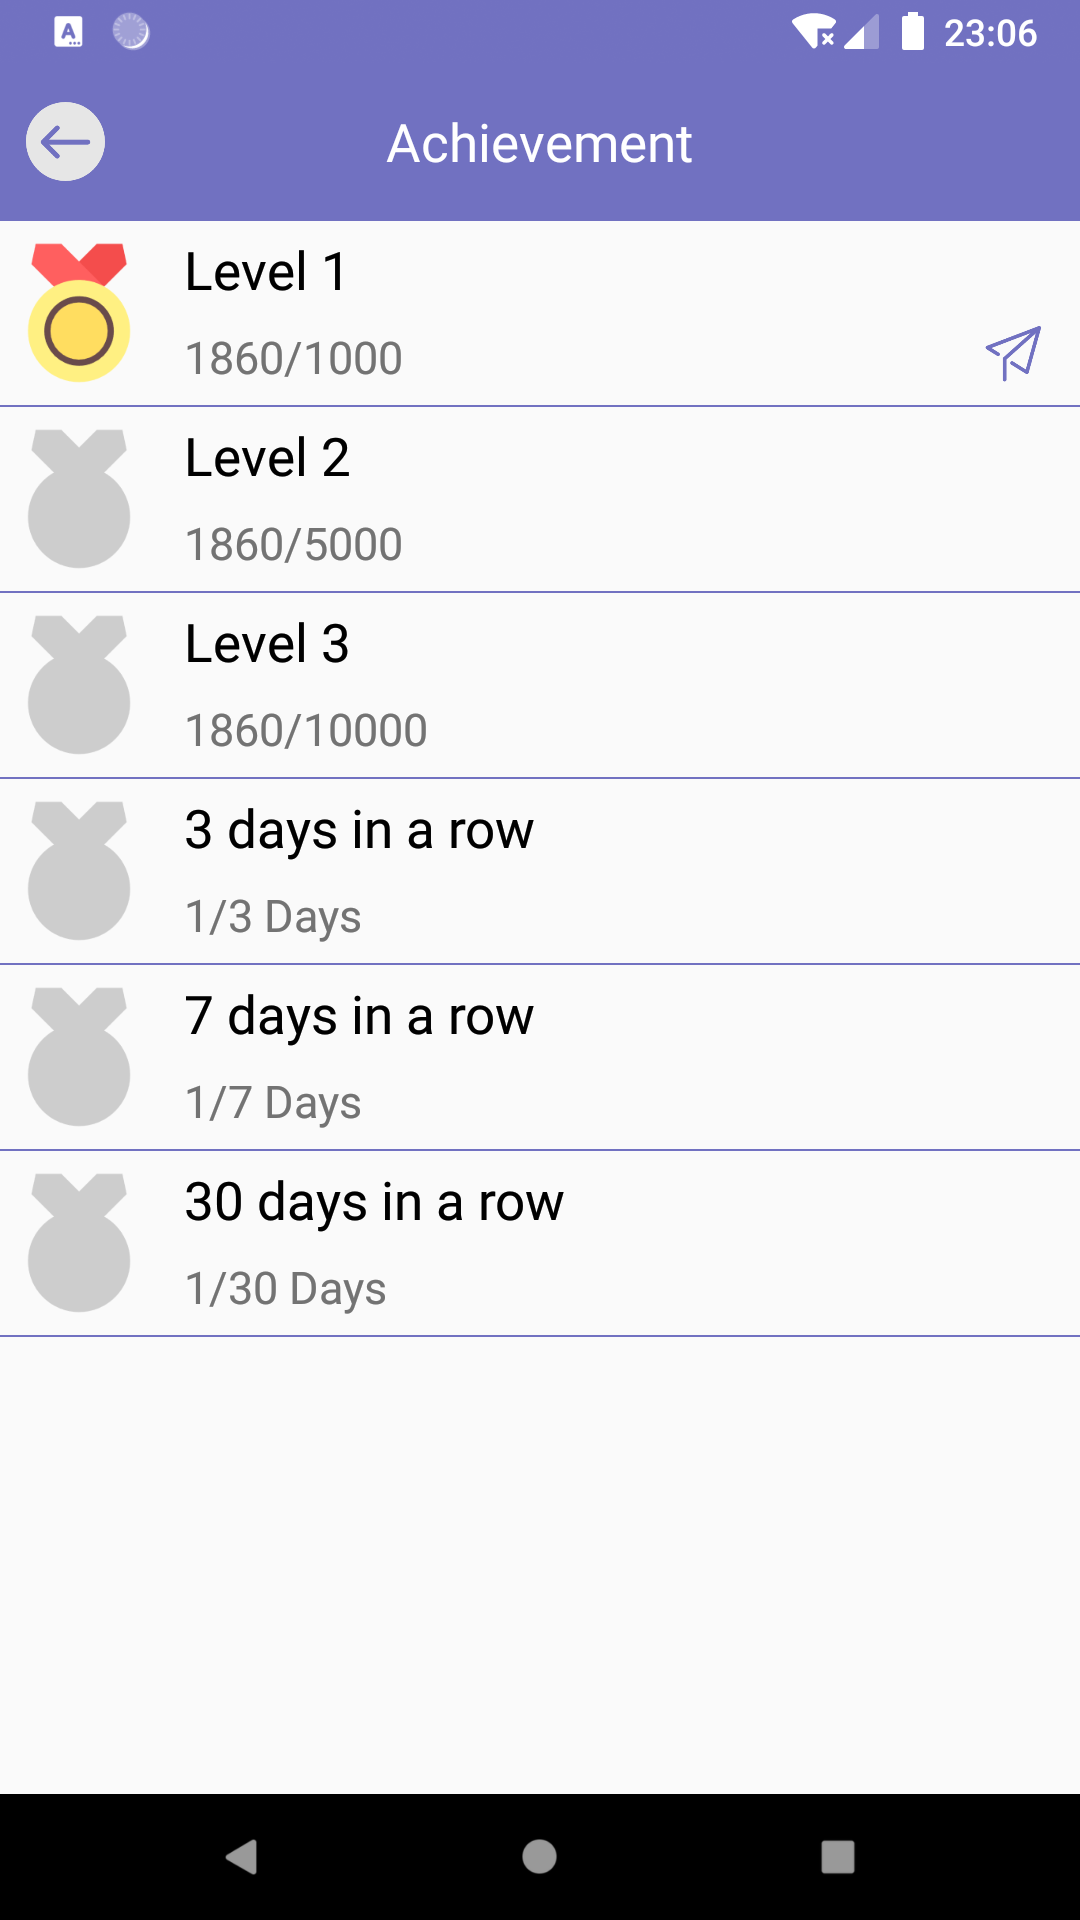 23:06
Achievement
Level 1
1860/1000
Level 2
1860/5000
Level 3
1860/10000
3 days in a row
1/3 Days
7 days in a row
1/7 Days
30 days in a row
1/30 Days